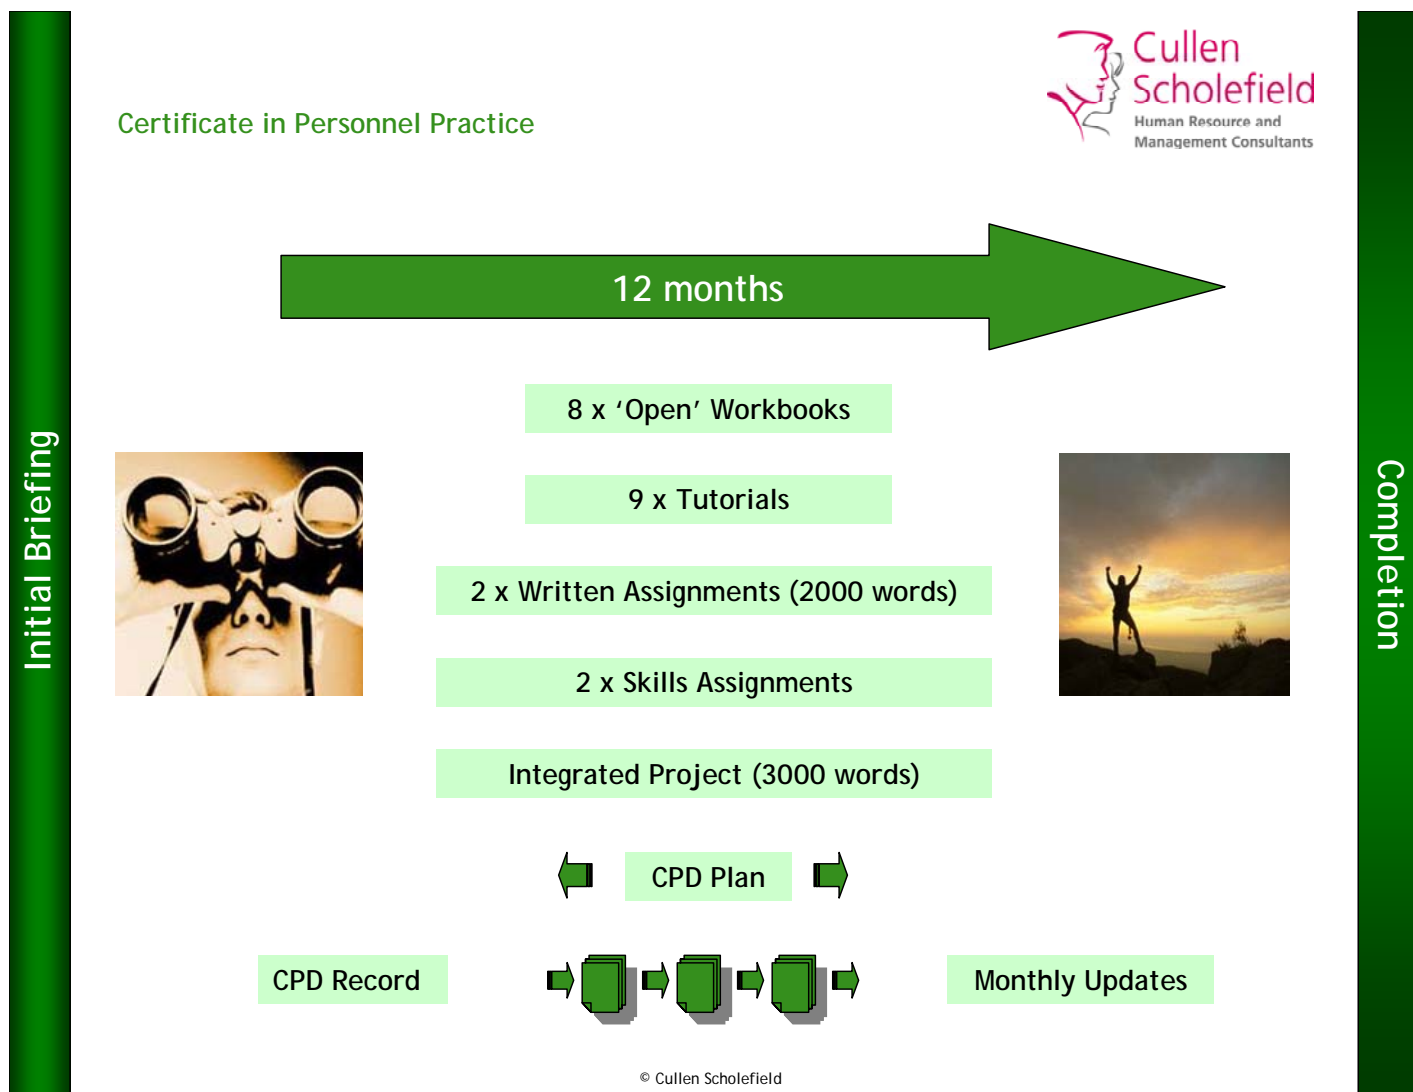 Cullen
Scholefield
Human Resource and
Management Consultants
Certificate in Personnel Practice
12 months
Initial Briefing
8 x ‘Open’ Workbooks
9 x Tutorials
2 x Written Assignments (2000 words)
2 x Skills Assignments
Integrated Project (3000 words)
Completion
CPD Plan
CPD Record
Monthly Updates
© Cullen Scholefield